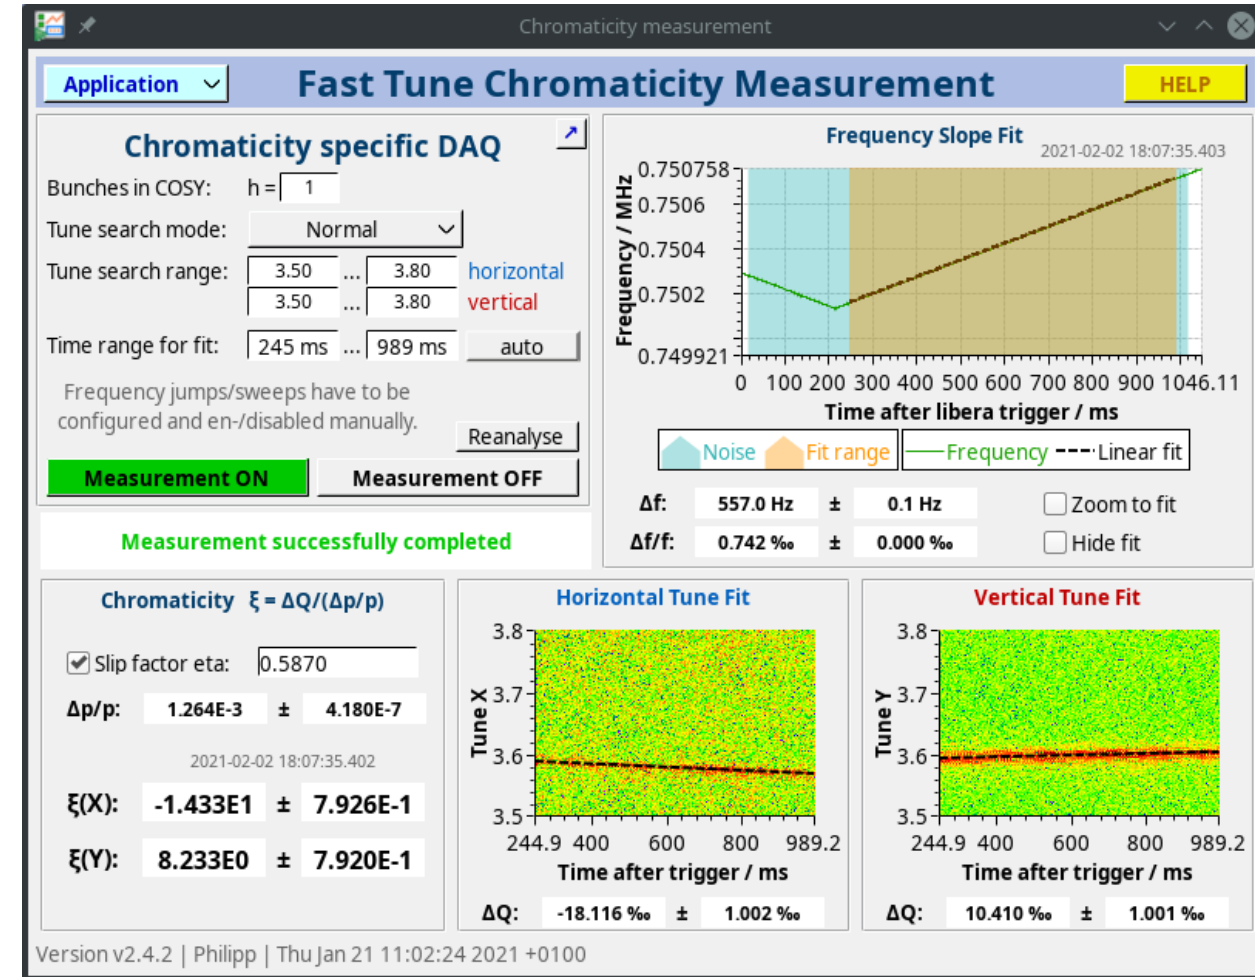 Chromaticity measurement
Application
Fast Tune Chromaticity Measurement
HELP
Chromaticity specific DAQ
Bunches in COSY: h = 1
Tune search mode: Normal
Tune search range: 3.50 ... 3.80 horizontal
3.50 ... 3.80 vertical
Time range for fit: 245 ms ... 989 ms auto
Frequency jumps/sweeps have to be
configured and en-/disabled manually.
Reanalyse
Measurement ON Measurement OFF
Measurement successfully completed
Frequency Slope Fit
2021-02-02 18:07:35.403
Frequency / MHz
0.750758
0.7506
0.7504
0.7502
0.749921
0 100 200 300 400 500 600 700 800 900 1046.11
Time after libera trigger / ms
Noise Fit range Frequency Linear fit
Δf: 557.0 Hz ± 0.1 Hz Zoom to fit
Δf/f: 0.742 ‰ ± 0.000 ‰ Hide fit
Chromaticity ξ = ΔQ/(Δp/p)
Slip factor eta: 0.5870
Δp/p: 1.264E-3 ± 4.180E-7
2021-02-02 18:07:35.402
ξ(X): -1.433E1 ± 7.926E-1
ξ(Y): 8.233E0 ± 7.920E-1
Horizontal Tune Fit
Tune X
3.8
3.7
3.6
3.5
244.9 400 600 800 989.2
Time after trigger / ms
ΔQ: -18.116 ‰ ± 1.002 ‰
Vertical Tune Fit
Tune Y
3.8
3.7
3.6
3.5
244.9 400 600 800 989.2
Time after trigger / ms
ΔQ: 10.410 ‰ ± 1.001 ‰
Version v2.4.2 | Philipp | Thu Jan 21 11:02:24 2021 +0100